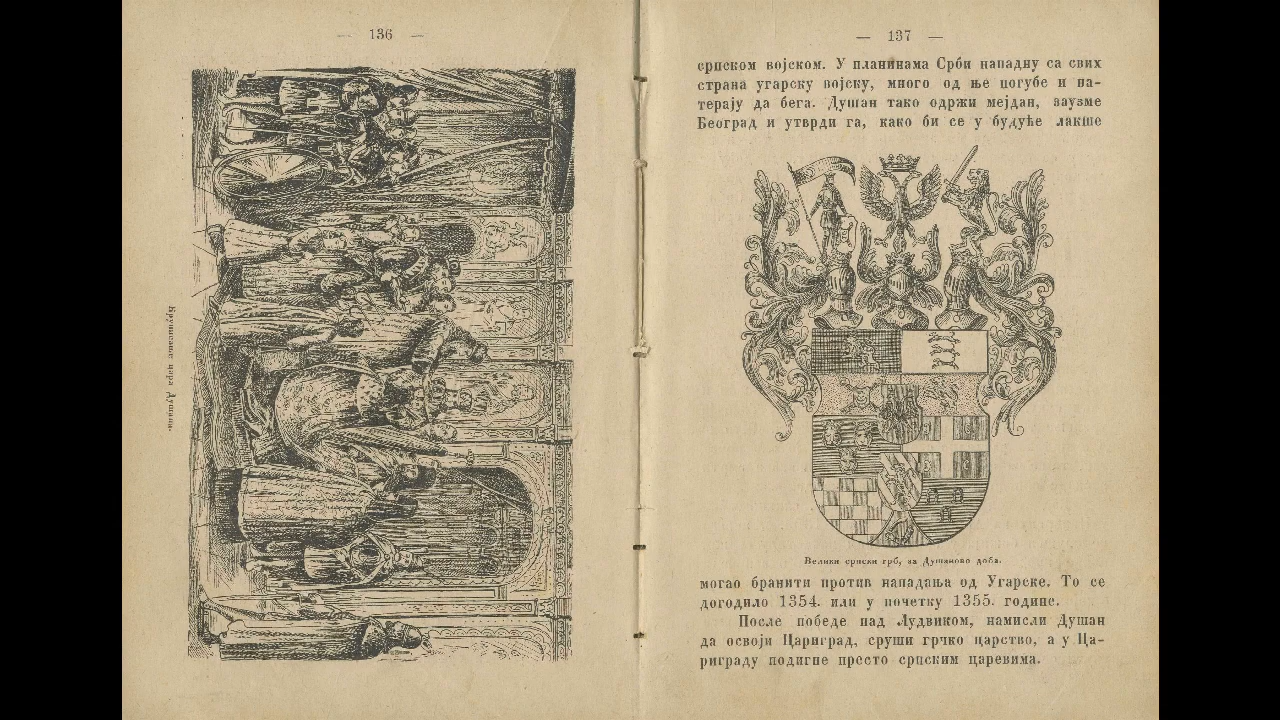 — 136 —
Крунисање цара Душана.
— 137 —
српском војском. У планинама Срби нападну са свих
страна угарску војску, много од ње погубе и на-
терају да бега. Душан тако одржи мејдан, заузме
Београд и утврди га, како би се у будуће лакше
Велики српски грб, за Душаново доба.
могао бранити против нападања од Угарске. То се
догодило 1354. или у почетку 1355. године.
После победе над Лудвиком, намисли Душан
да освоји Цариград, сруши грчко царство, а у Ца-
риграду подигне престо српским царевима.